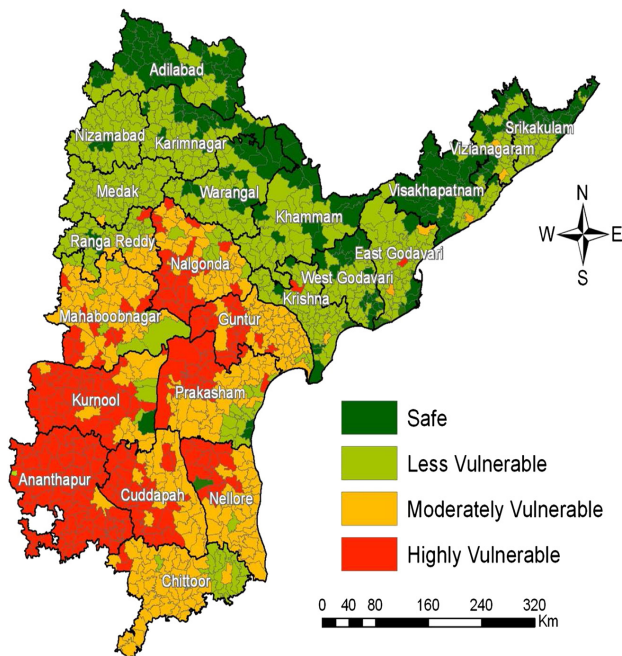 Adilabad
Nizamabad
Karimnagar
Medak
Warangal
Khammam
Ranga Reddy
Nalgonda
Mahaboobnagar
Srikakulam
Vizianagaram
Visakhapatnam
East Godavari
West Godavari
Krishna
Guntur
Prakasham
Kurnool
Ananthapur
Cuddapah
Nellore
Chittoor
N
W E
S
Safe
Less Vulnerable
Moderately Vulnerable
Highly Vulnerable
0 40 80 160 240 320
Km